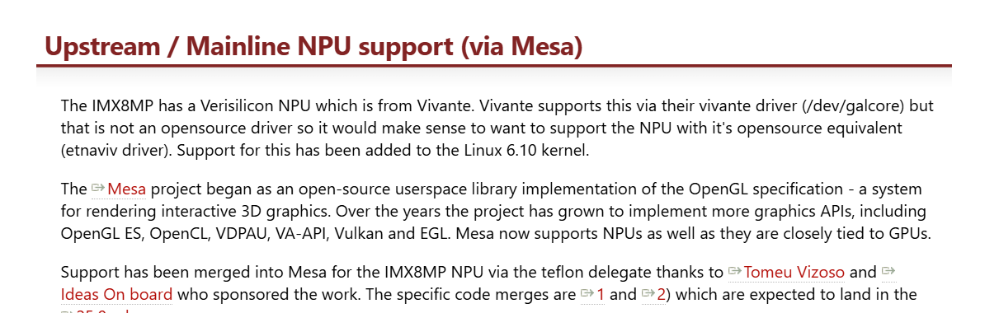 Upstream / Mainline NPU support (via Mesa)
The IMX8MP has a Verisilicon NPU which is from Vivante. Vivante supports this via their vivante driver (/dev/galcore) but
that is not an opensource driver so it would make sense to want to support the NPU with it's opensource equivalent
(etnaviv driver). Support for this has been added to the Linux 6.10 kernel.
The Mesa project began as an open-source userspace library implementation of the OpenGL specification - a system
for rendering interactive 3D graphics. Over the years the project has grown to implement more graphics APIs, including
OpenGL ES, OpenCL, VDPAU, VA-API, Vulkan and EGL. Mesa now supports NPUs as well as they are closely tied to GPUs.
Support has been merged into Mesa for the IMX8MP NPU via the teflon delegate thanks to Tomeu Vizoso and
Ideas On board who sponsored the work. The specific code merges are 1 and 2) which are expected to land in the